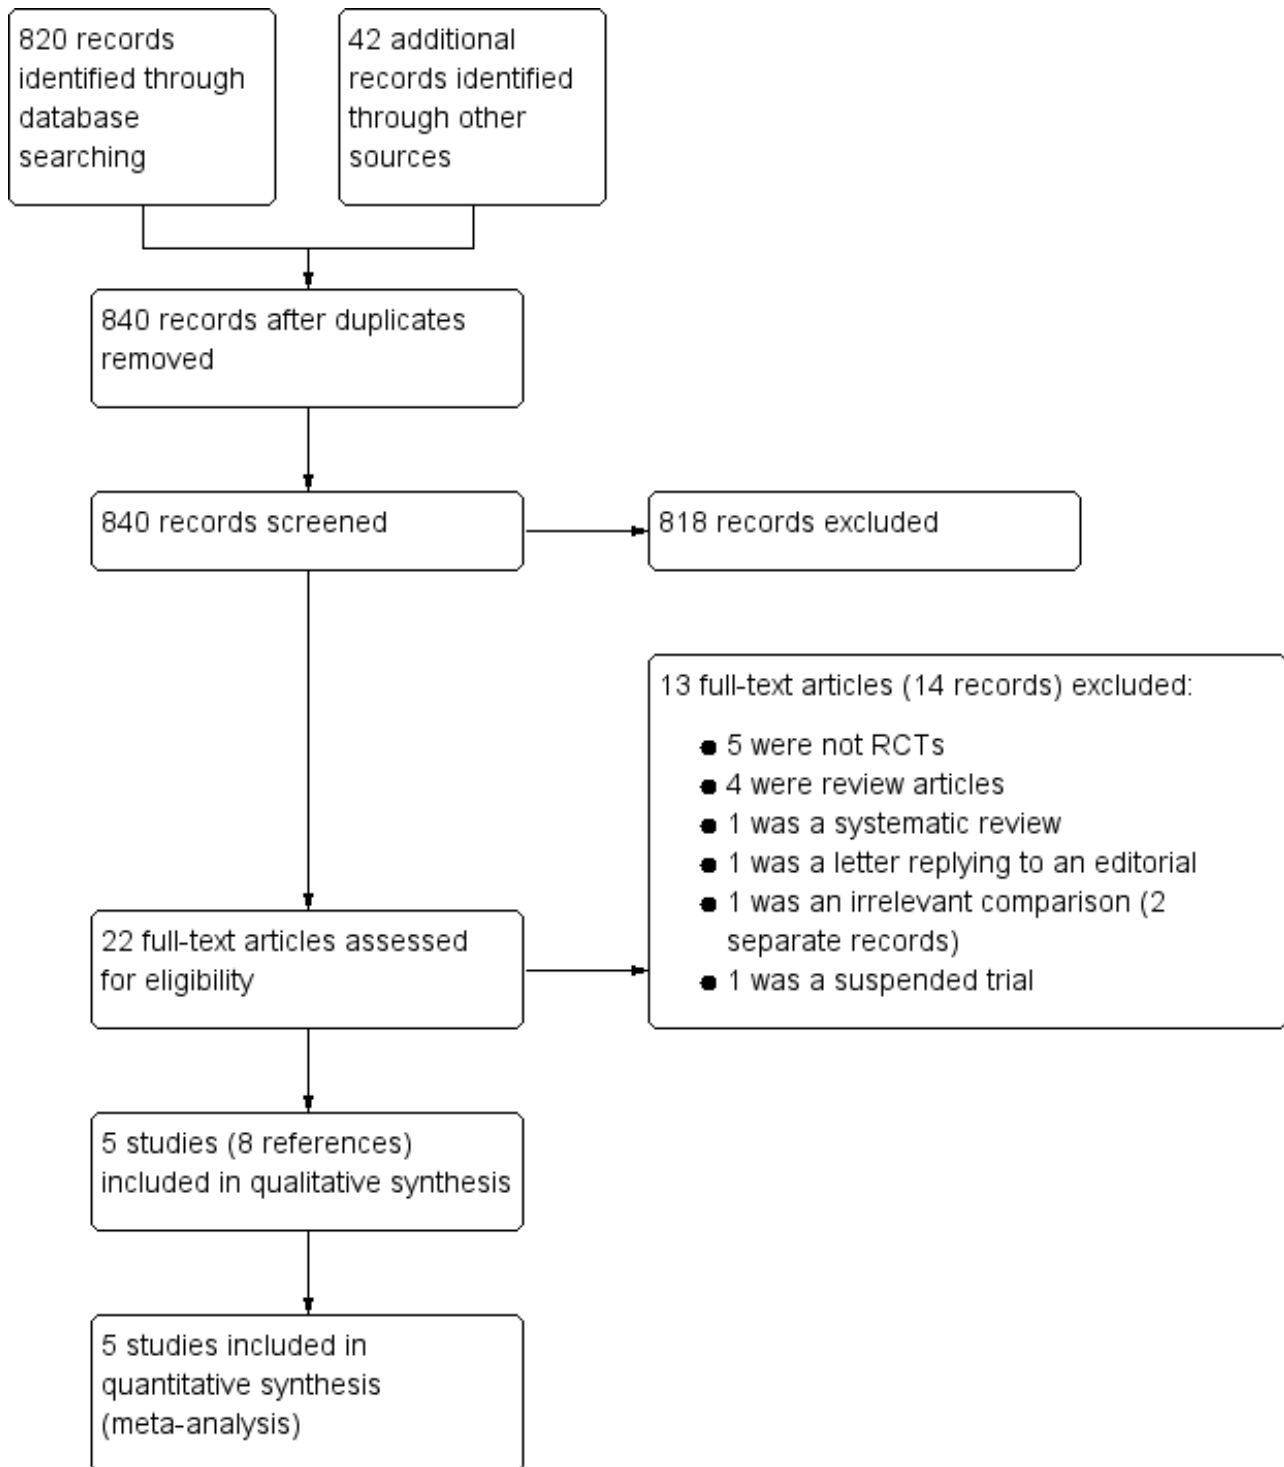 820 records
identified through
database
searching
42 additional
records identified
through other
sources
840 records after duplicates
removed
840 records screened
818 records excluded
13 full-text articles (14 records) excluded:
● 5 were not RCTs
● 4 were review articles
● 1 was a systematic review
● 1 was a letter replying to an editorial
● 1 was an irrelevant comparison (2
separate records)
● 1 was a suspended trial
22 full-text articles assessed
for eligibility
5 studies (8 references)
included in qualitative synthesis
5 studies included in
quantitative synthesis
(meta-analysis)